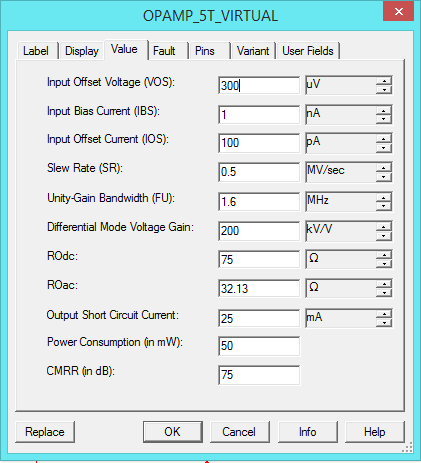 OPAMP_5T_VIRTUAL ×
Label Display Value Fault Pins Variant User Fields
Input Offset Voltage (VOS): 300 uV
Input Bias Current (IBS): 1 nA
Input Offset Current (IOS): 100 pA
Slew Rate (SR): 0.5 MV/sec
Unity-Gain Bandwidth (FU): 1.6 MHz
Differential Mode Voltage Gain: 200 kV/V
ROdc: 75 Ω
ROac: 32.13 Ω
Output Short Circuit Current: 25 mA
Power Consumption (in mW): 50
CMRR (in dB): 75
Replace OK Cancel Info Help